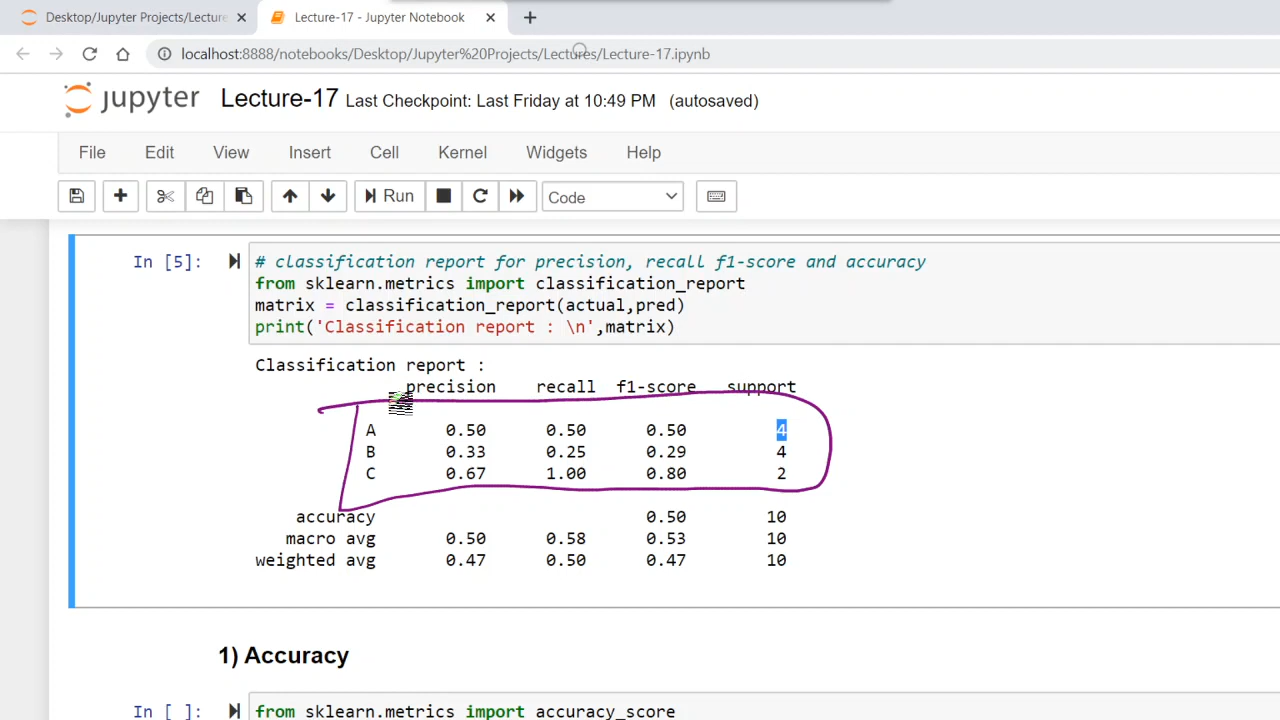 Desktop/Jupyter Projects/Lecture
Lecture-17 - Jupyter Notebook
localhost:8888/notebooks/Desktop/Jupyter%20Projects/Lectures/Lecture-17.ipynb
jupyter Lecture-17 Last Checkpoint: Last Friday at 10:49 PM (autosaved)
File Edit View Insert Cell Kernel Widgets Help
Run Code
In [5]: # classification report for precision, recall f1-score and accuracy
from sklearn.metrics import classification_report
matrix = classification_report(actual,pred)
print('Classification report : \n',matrix)
Classification report :
precision recall f1-score support
A 0.50 0.50 0.50 4
B 0.33 0.25 0.29 4
C 0.67 1.00 0.80 2
accuracy 0.50 10
macro avg 0.50 0.58 0.53 10
weighted avg 0.47 0.50 0.47 10
1) Accuracy
In [ ]: from sklearn.metrics import accuracy_score